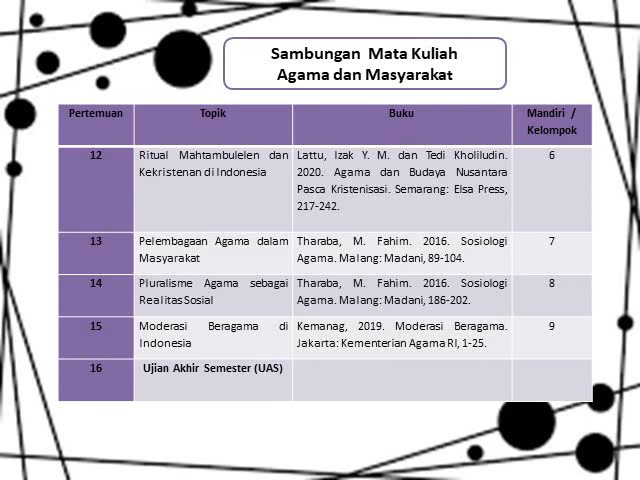 Sambungan Mata Kuliah
Agama dan Masyarakat
Pertemuan Topik Buku Mandiri /
Kelompok
12 Ritual Mahtambulelen dan Lattu, Izak Y. M. dan Tedi Kholiludin. 6
Kekristenan di Indonesia 2020. Agama dan Budaya Nusantara
Pasca Kristenisasi. Semarang: Elsa Press,
217-242.
13 Pelembagaan Agama dalam Tharaba, M. Fahim. 2016. Sosiologi 7
Masyarakat Agama. Malang: Madani, 89-104.
14 Pluralisme Agama sebagai Tharaba, M. Fahim. 2016. Sosiologi 8
Realitas Sosial Agama. Malang: Madani, 186-202.
15 Moderasi Beragama di Kemanag, 2019. Moderasi Beragama. 9
Indonesia Jakarta: Kementerian Agama RI, 1-25.
16 Ujian Akhir Semester (UAS)